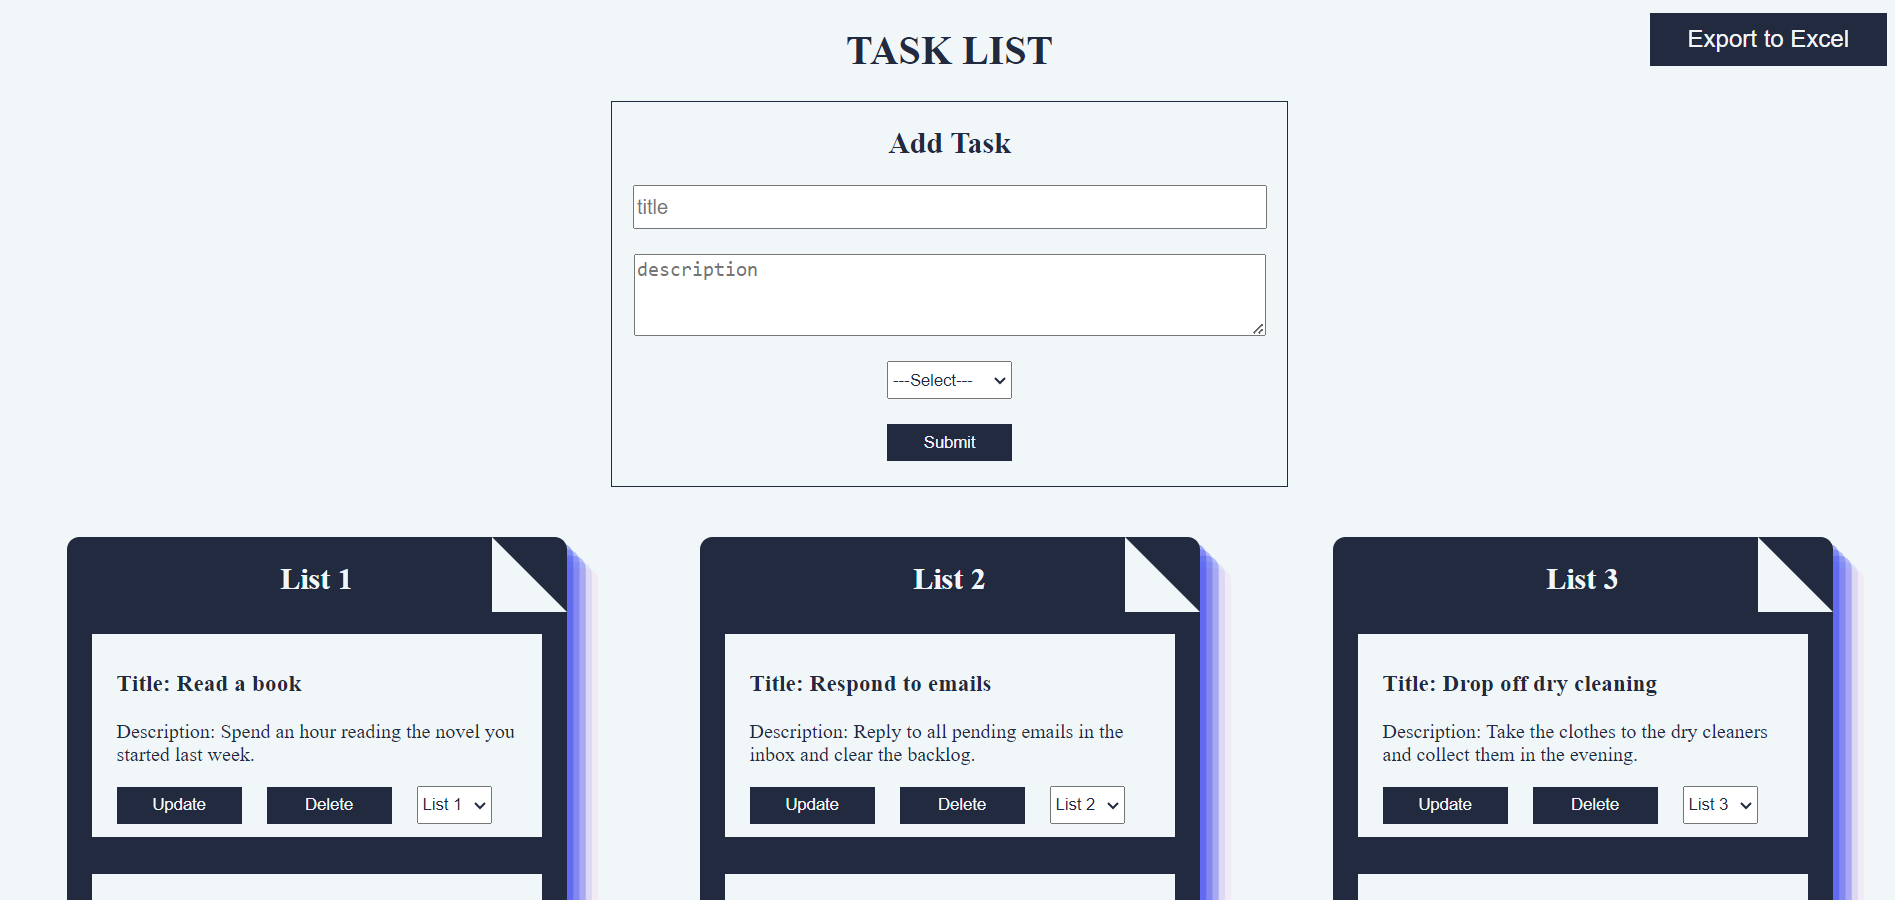 TASK LIST
Export to Excel
Add Task
title
description
---Select---
Submit
List 1
Title: Read a book
Description: Spend an hour reading the novel you
started last week.
Update
Delete
List 1
List 2
Title: Respond to emails
Description: Reply to all pending emails in the
inbox and clear the backlog.
Update
Delete
List 2
List 3
Title: Drop off dry cleaning
Description: Take the clothes to the dry cleaners
and collect them in the evening.
Update
Delete
List 3